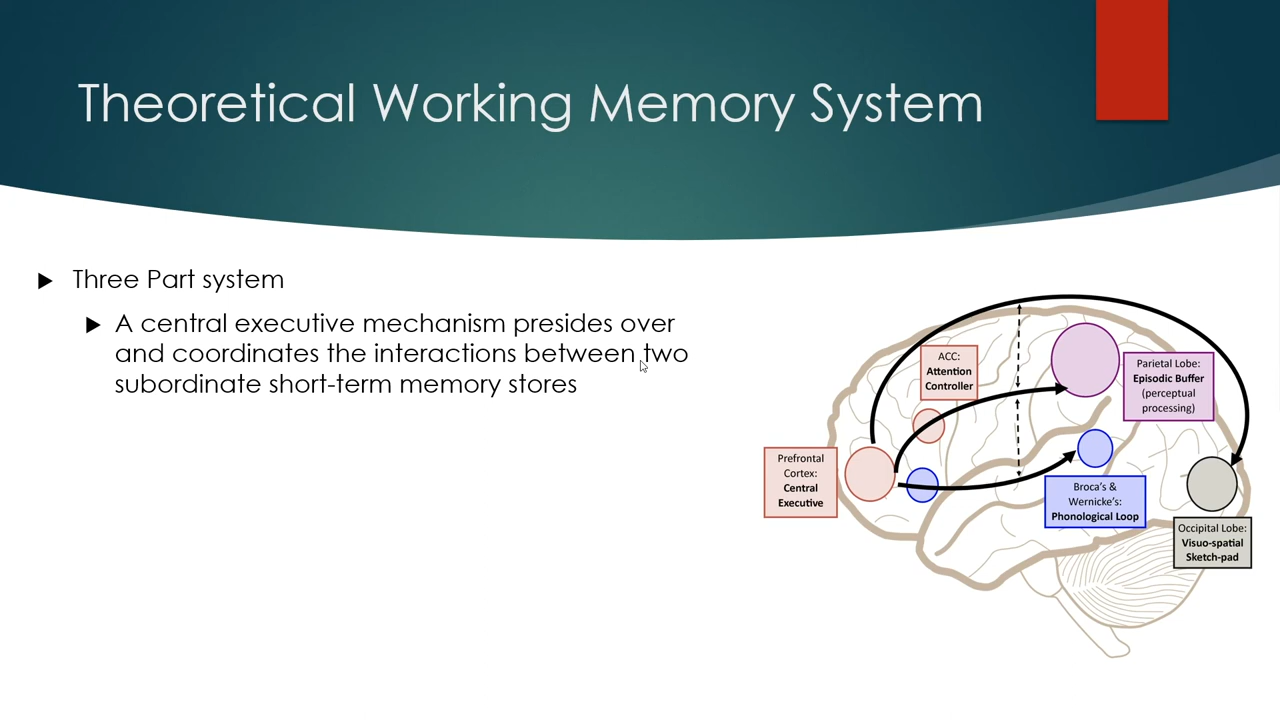 Theoretical Working Memory System
Three Part system
A central executive mechanism presides over
and coordinates the interactions between two
subordinate short-term memory stores
ACC:
Attention
Controller
Parietal Lobe:
Episodic Buffer
(perceptual
processing)
Prefrontal
Cortex:
Central
Executive
Broca's &
Wernicke's:
Phonological Loop
Occipital Lobe:
Visuo-spatial
Sketch-pad